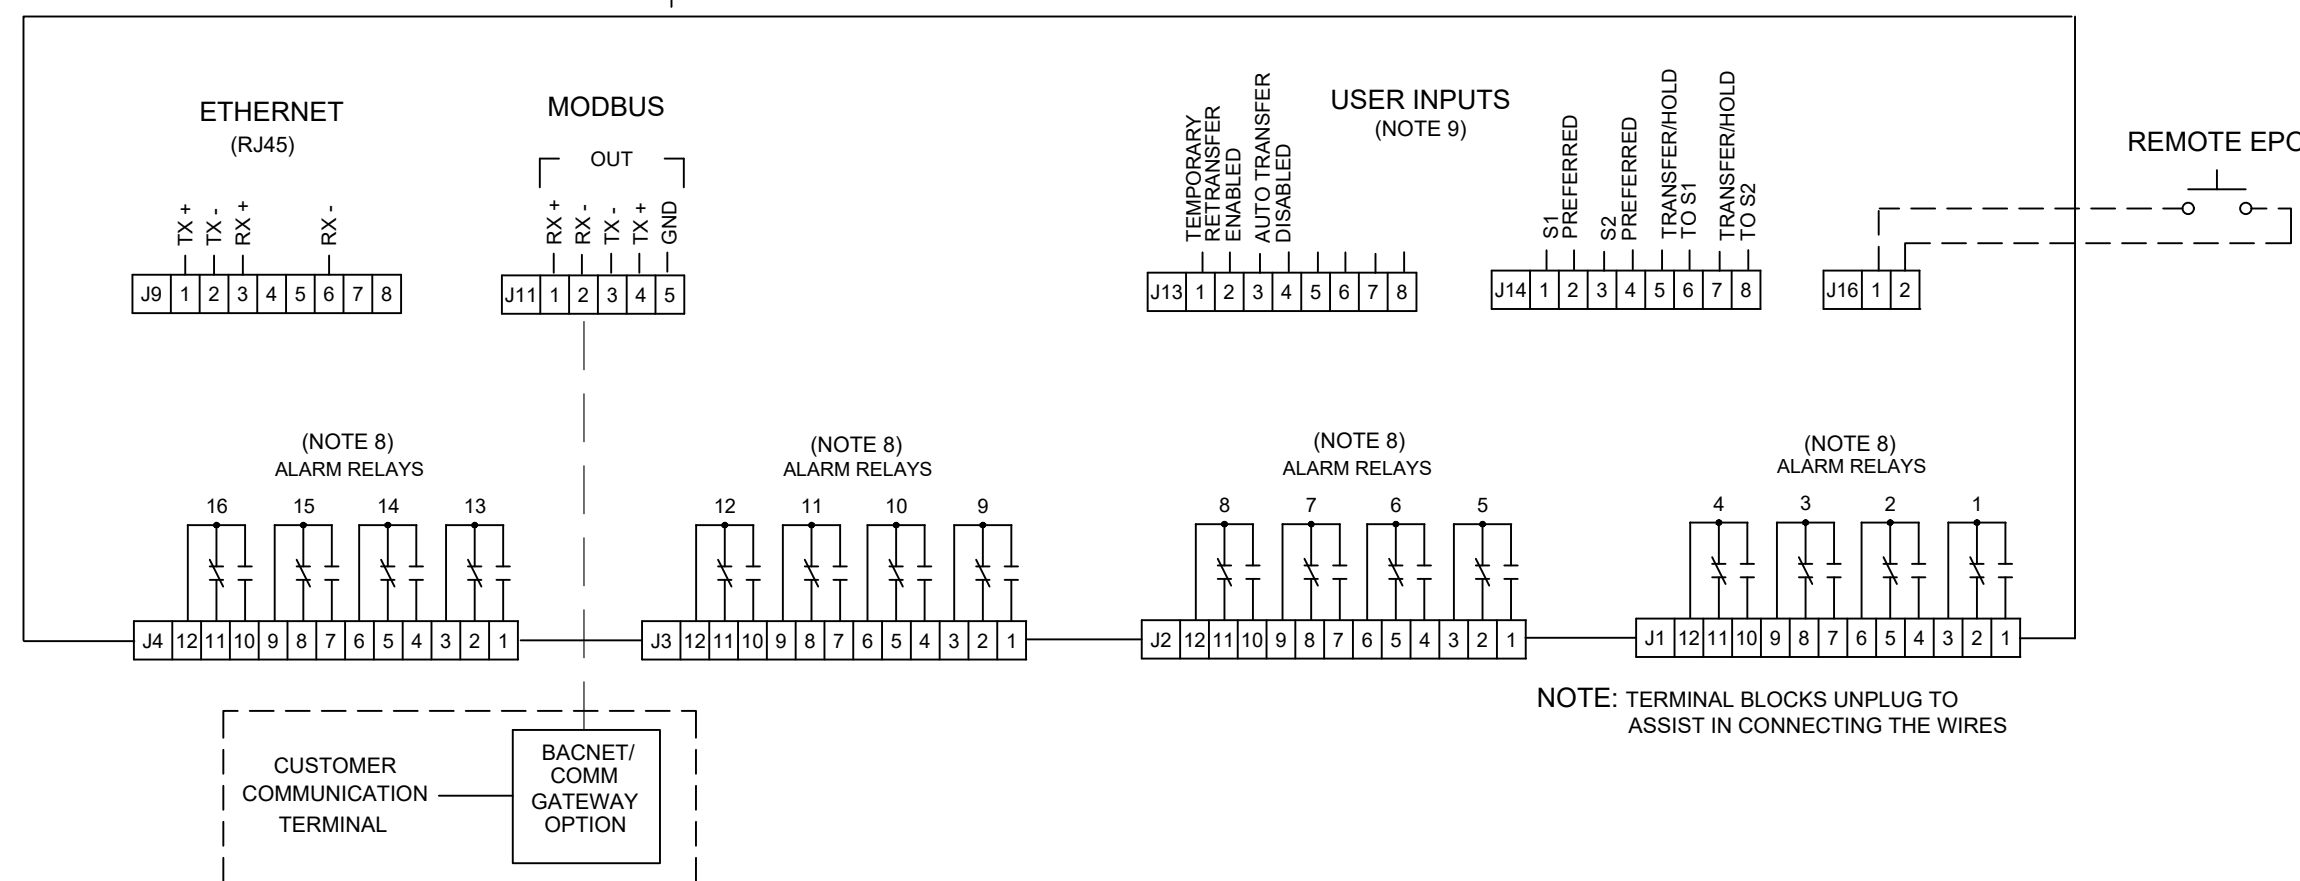 ETHERNET
(RJ45)
TX +
TX -
RX +
RX -
J9 1 2 3 4 5 6 7 8
MODBUS
OUT
RX +
RX -
TX -
TX +
GND
J11 1 2 3 4 5
USER INPUTS
(NOTE 9)
TEMPORARY
RETRANSFER
ENABLED
AUTO TRANSFER
DISABLED
J13 1 2 3 4 5 6 7 8
S1
PREFERRED
S2
PREFERRED
TRANSFER/HOLD
TO S1
TRANSFER/HOLD
TO S2
J14 1 2 3 4 5 6 7 8
REMOTE EPO
J16 1 2
(NOTE 8)
ALARM RELAYS
16 15 14 13
J4 12 11 10 9 8 7 6 5 4 3 2 1
(NOTE 8)
ALARM RELAYS
12 11 10 9
J3 12 11 10 9 8 7 6 5 4 3 2 1
(NOTE 8)
ALARM RELAYS
8 7 6 5
J2 12 11 10 9 8 7 6 5 4 3 2 1
(NOTE 8)
ALARM RELAYS
4 3 2 1
J1 12 11 10 9 8 7 6 5 4 3 2 1
NOTE: TERMINAL BLOCKS UNPLUG TO
ASSIST IN CONNECTING THE WIRES
CUSTOMER
COMMUNICATION
TERMINAL
BACNET/
COMM
GATEWAY
OPTION